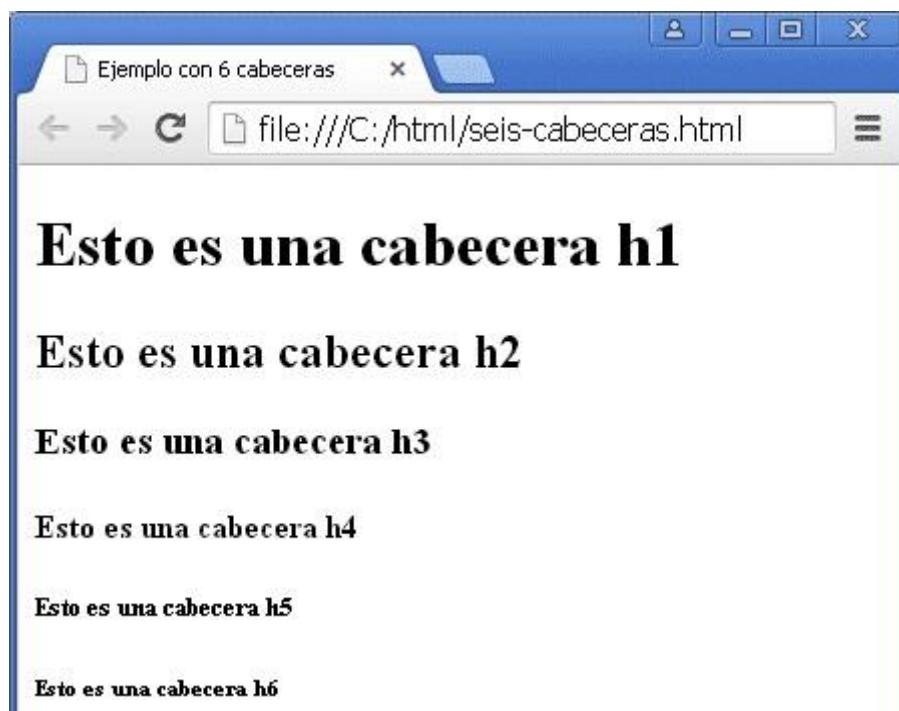 Ejemplo con 6 cabeceras
file:///C:/html/seis-cabeceras.html
Esto es una cabecera h1
Esto es una cabecera h2
Esto es una cabecera h3
Esto es una cabecera h4
Esto es una cabecera h5
Esto es una cabecera h6